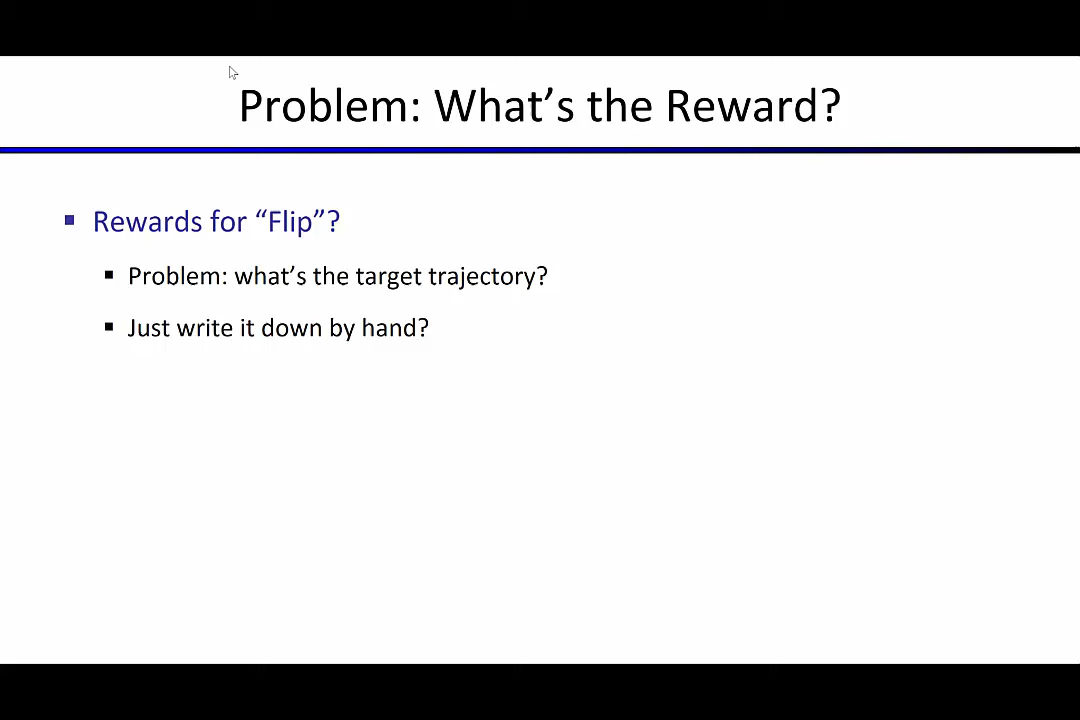 Problem: What’s the Reward?
Rewards for “Flip”?
Problem: what’s the target trajectory?
Just write it down by hand?